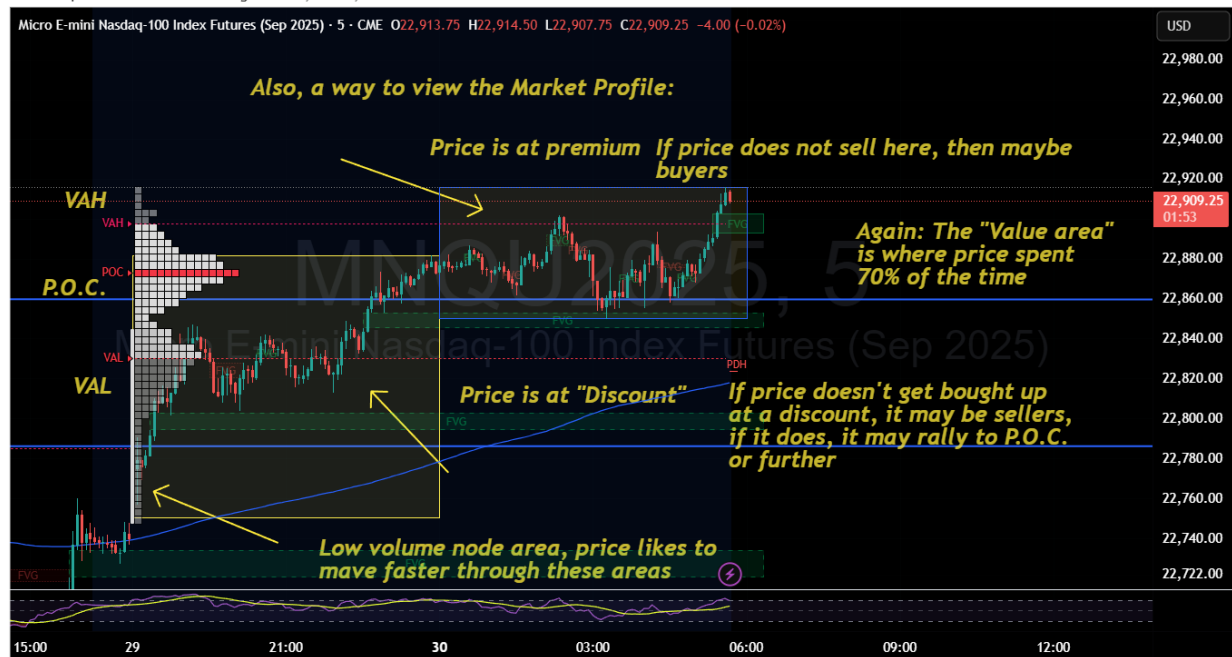 Micro E-mini Nasdaq-100 Index Futures (Sep 2025) · 5 · CME O22,913.75 H22,914.50 L22,907.75 C22,909.25 −4.00 (−0.02%)
USD
22,980.00
22,960.00
22,940.00
22,920.00
22,909.25
01:53
22,880.00
22,860.00
22,840.00
22,820.00
22,800.00
22,780.00
22,760.00
22,740.00
22,722.00
Also, a way to view the Market Profile:
Price is at premium
If price does not sell here, then maybe
buyers
VAH
VAH
FVG
FVG
FVG
FVG
FVG
Again: The "Value area"
is where price spent
70% of the time
POC
P.O.C.
MNQU2025, 5
FVG
Micro E-mini Nasdaq-100 Index Futures (Sep 2025)
FVG
FVG
VAL
VAL
PDH
Price is at "Discount"
If price doesn't get bought up
at a discount, it may be sellers,
if it does, it may rally to P.O.C.
or further
FVG
FVG
Low volume node area, price likes to
mave faster through these areas
FVG
FVG
15:00
29
21:00
30
03:00
06:00
09:00
12:00